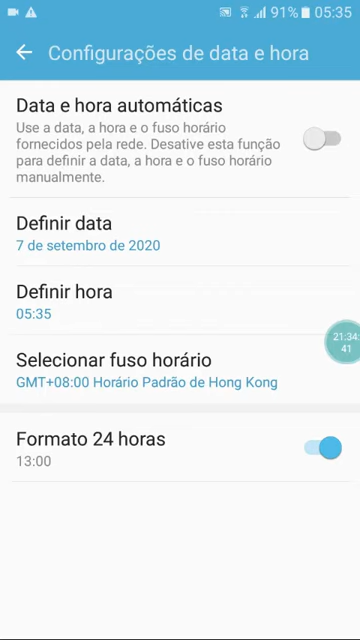 91% 05:35
Configurações de data e hora
Data e hora automáticas
Use a data, a hora e o fuso horário
fornecidos pela rede. Desative esta função
para definir a data, a hora e o fuso horário
manualmente.
Definir data
7 de setembro de 2020
Definir hora
05:35
21:34:
41
Selecionar fuso horário
GMT+08:00 Horário Padrão de Hong Kong
Formato 24 horas
13:00